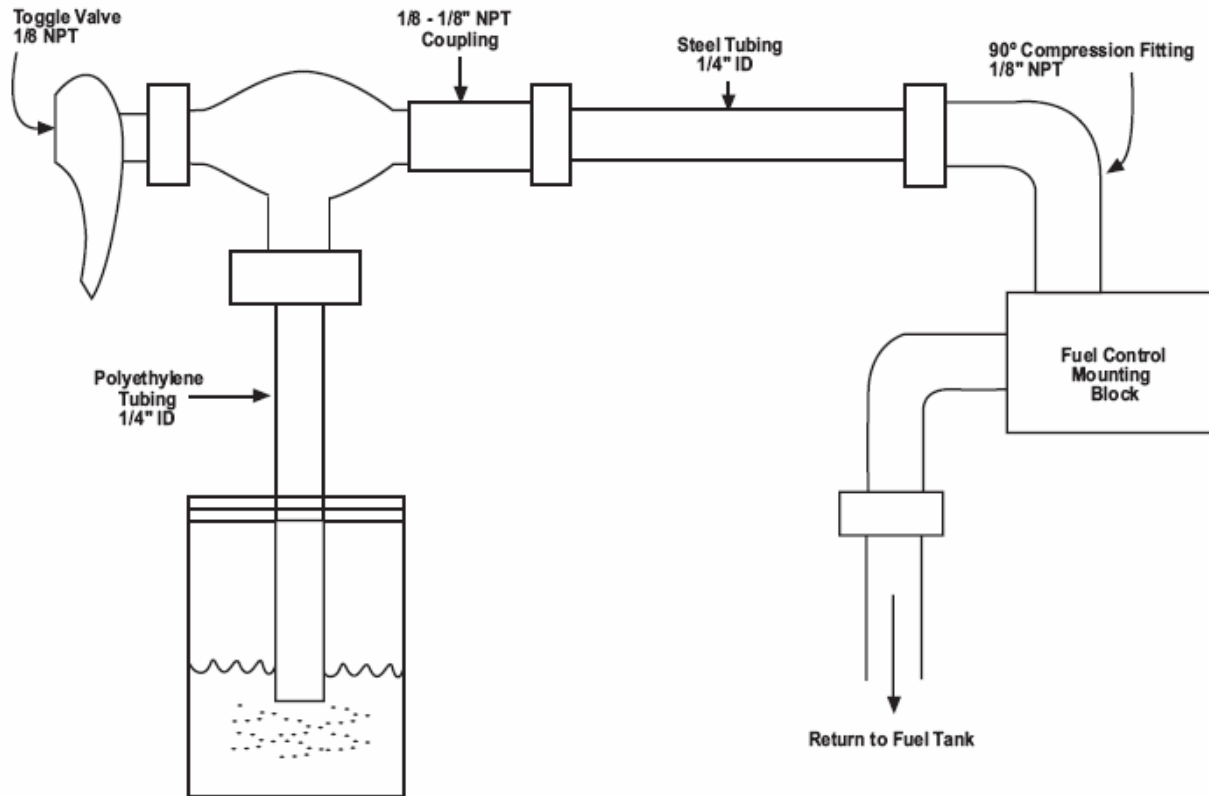 Toggle Valve
1/8 NPT
1/8 - 1/8" NPT
Coupling
Steel Tubing
1/4" ID
90º Compression Fitting
1/8" NPT
Polyethylene
Tubing
1/4" ID
Fuel Control
Mounting
Block
Return to Fuel Tank